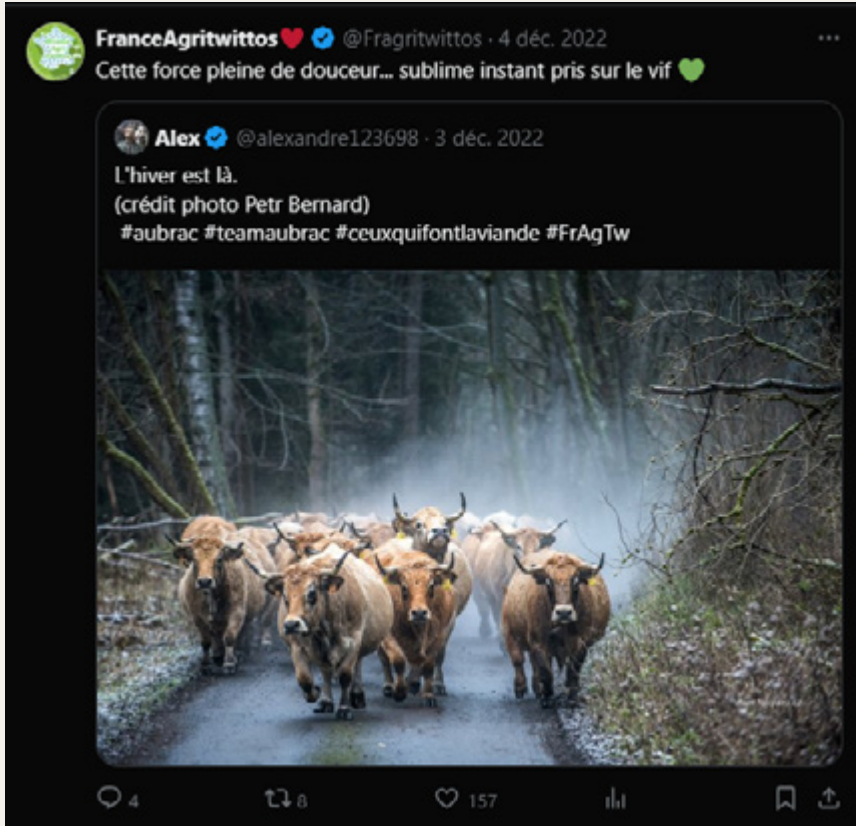 FranceAgritwittos @Fragritwittos · 4 déc. 2022
Cette force pleine de douceur... sublime instant pris sur le vif
Alex @alexandre123698 · 3 déc. 2022
L'hiver est là.
(crédit photo Petr Bernard)
#aubrac #teamaubrac #ceuxquifontlaviande #FrAgTw
4 8 157